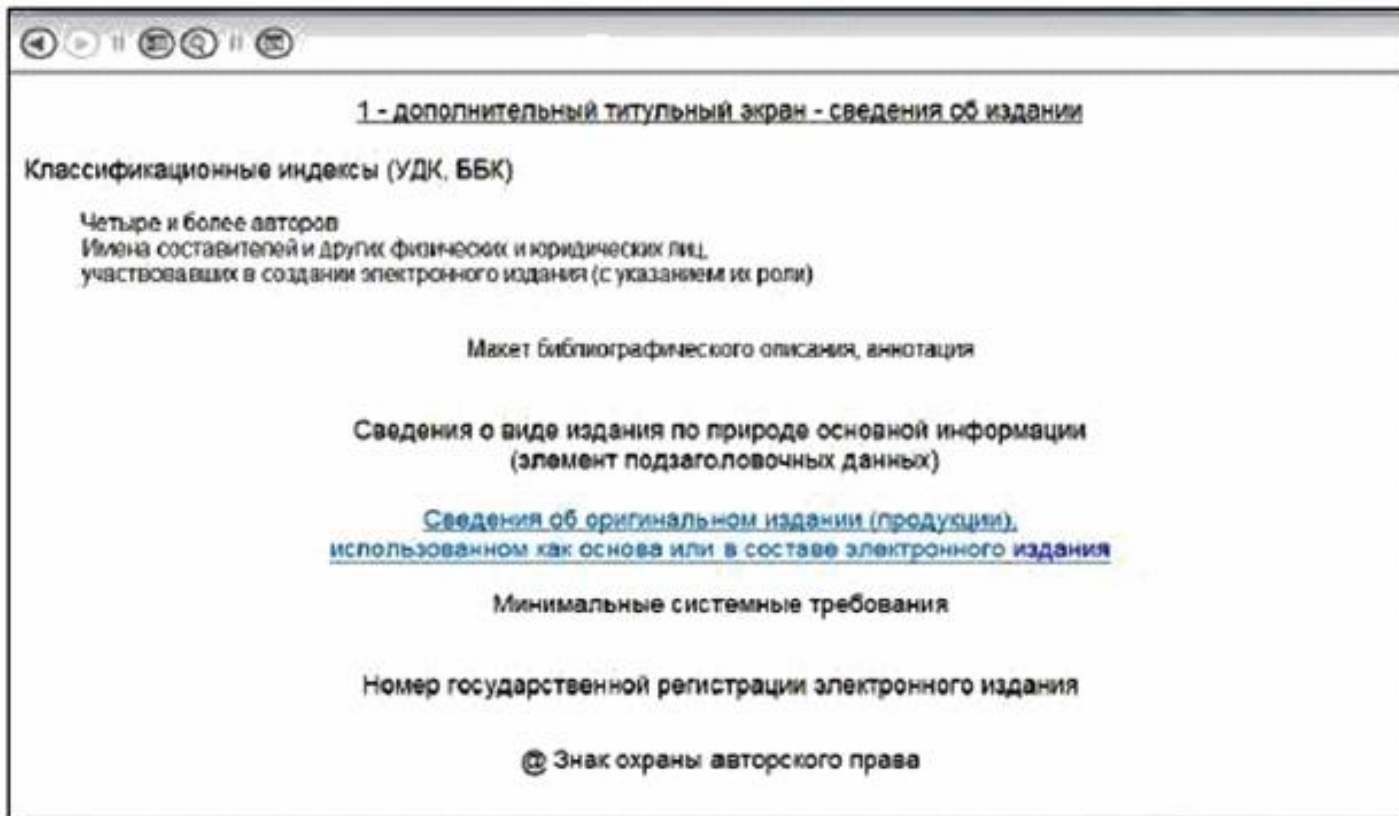 1 - дополнительный титульный экран - сведения об издании
Классификационные индексы (УДК, ББК)
Четыре и более авторов
Имена составителей и других физических и юридических лиц,
участвовавших в создании электронного издания (с указанием их роли)
Макет библиографического описания, аннотация
Сведения о виде издания по природе основной информации
(элемент подзаголовочных данных)
Сведения об оригинальном издании (продукции),
использованном как основа или в составе электронного издания
Минимальные системные требования
Номер государственной регистрации электронного издания
@ Знак охраны авторского права